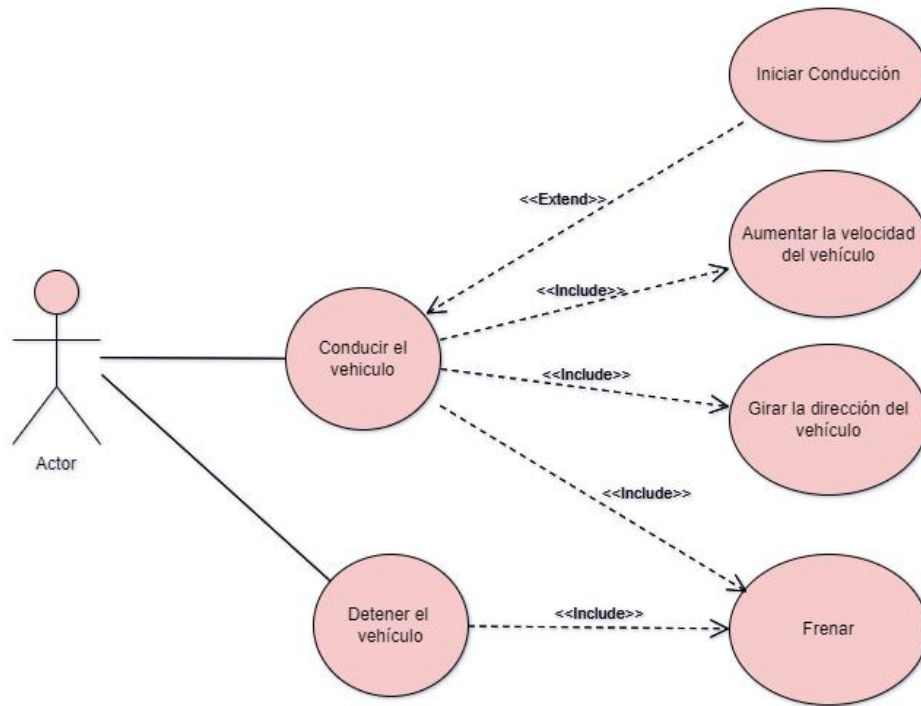 Iniciar Conducción
<<Extend>>
Aumentar la velocidad
del vehículo
<<Include>>
Conducir el
vehiculo
<<Include>>
Girar la dirección del
vehículo
Actor
<<Include>>
Detener el
vehículo
<<Include>>
Frenar